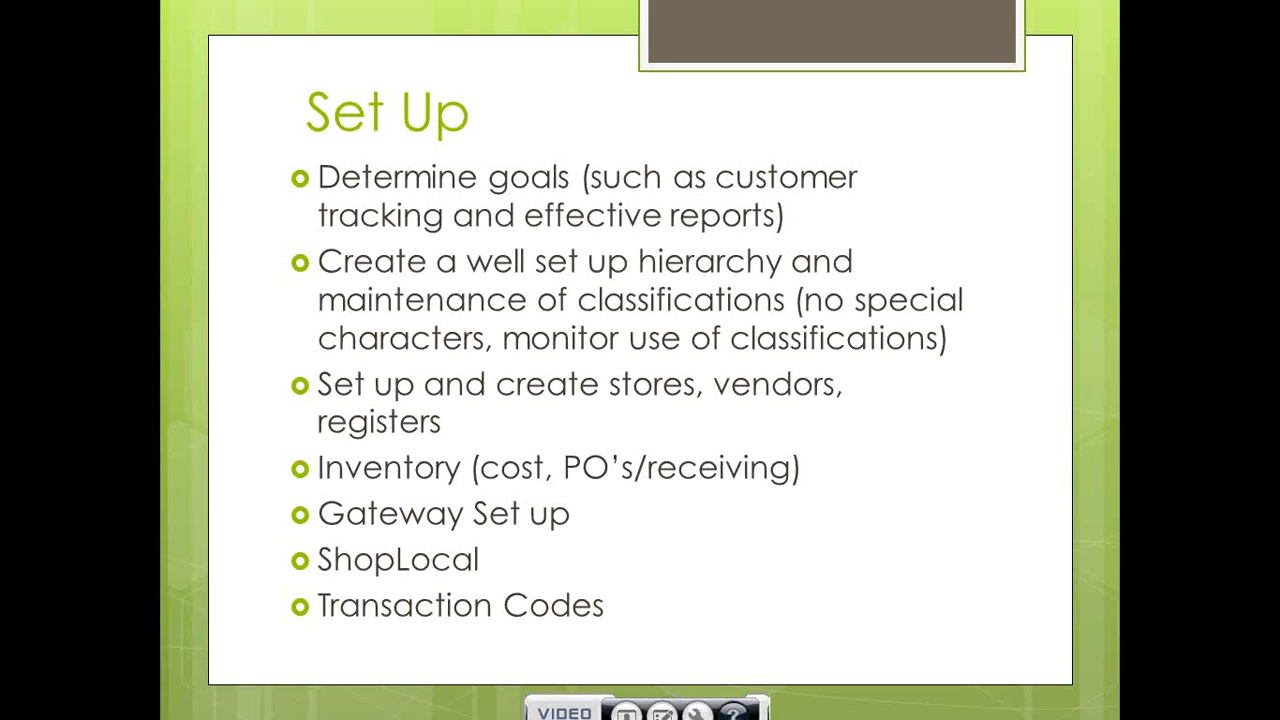 Set Up
Determine goals (such as customer
tracking and effective reports)
Create a well set up hierarchy and
maintenance of classifications (no special
characters, monitor use of classifications)
Set up and create stores, vendors,
registers
Inventory (cost, PO's/receiving)
Gateway Set up
ShopLocal
Transaction Codes
VIDEO
?